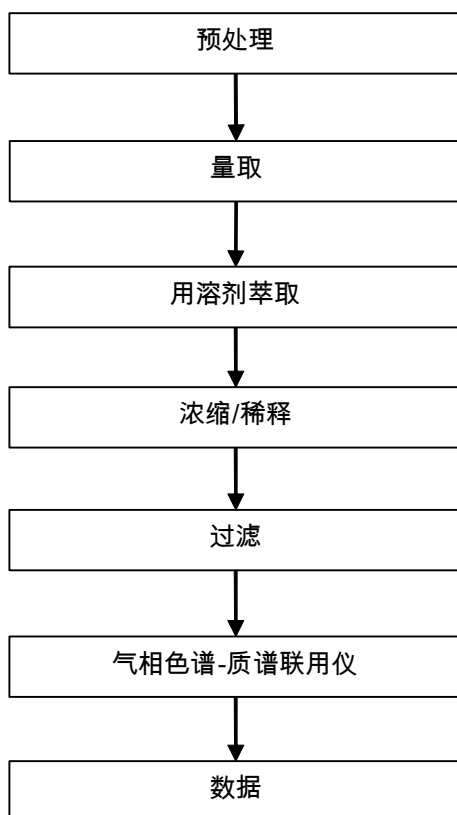 预处理
量取
用溶剂萃取
浓缩/稀释
过滤
气相色谱-质谱联用仪
数据